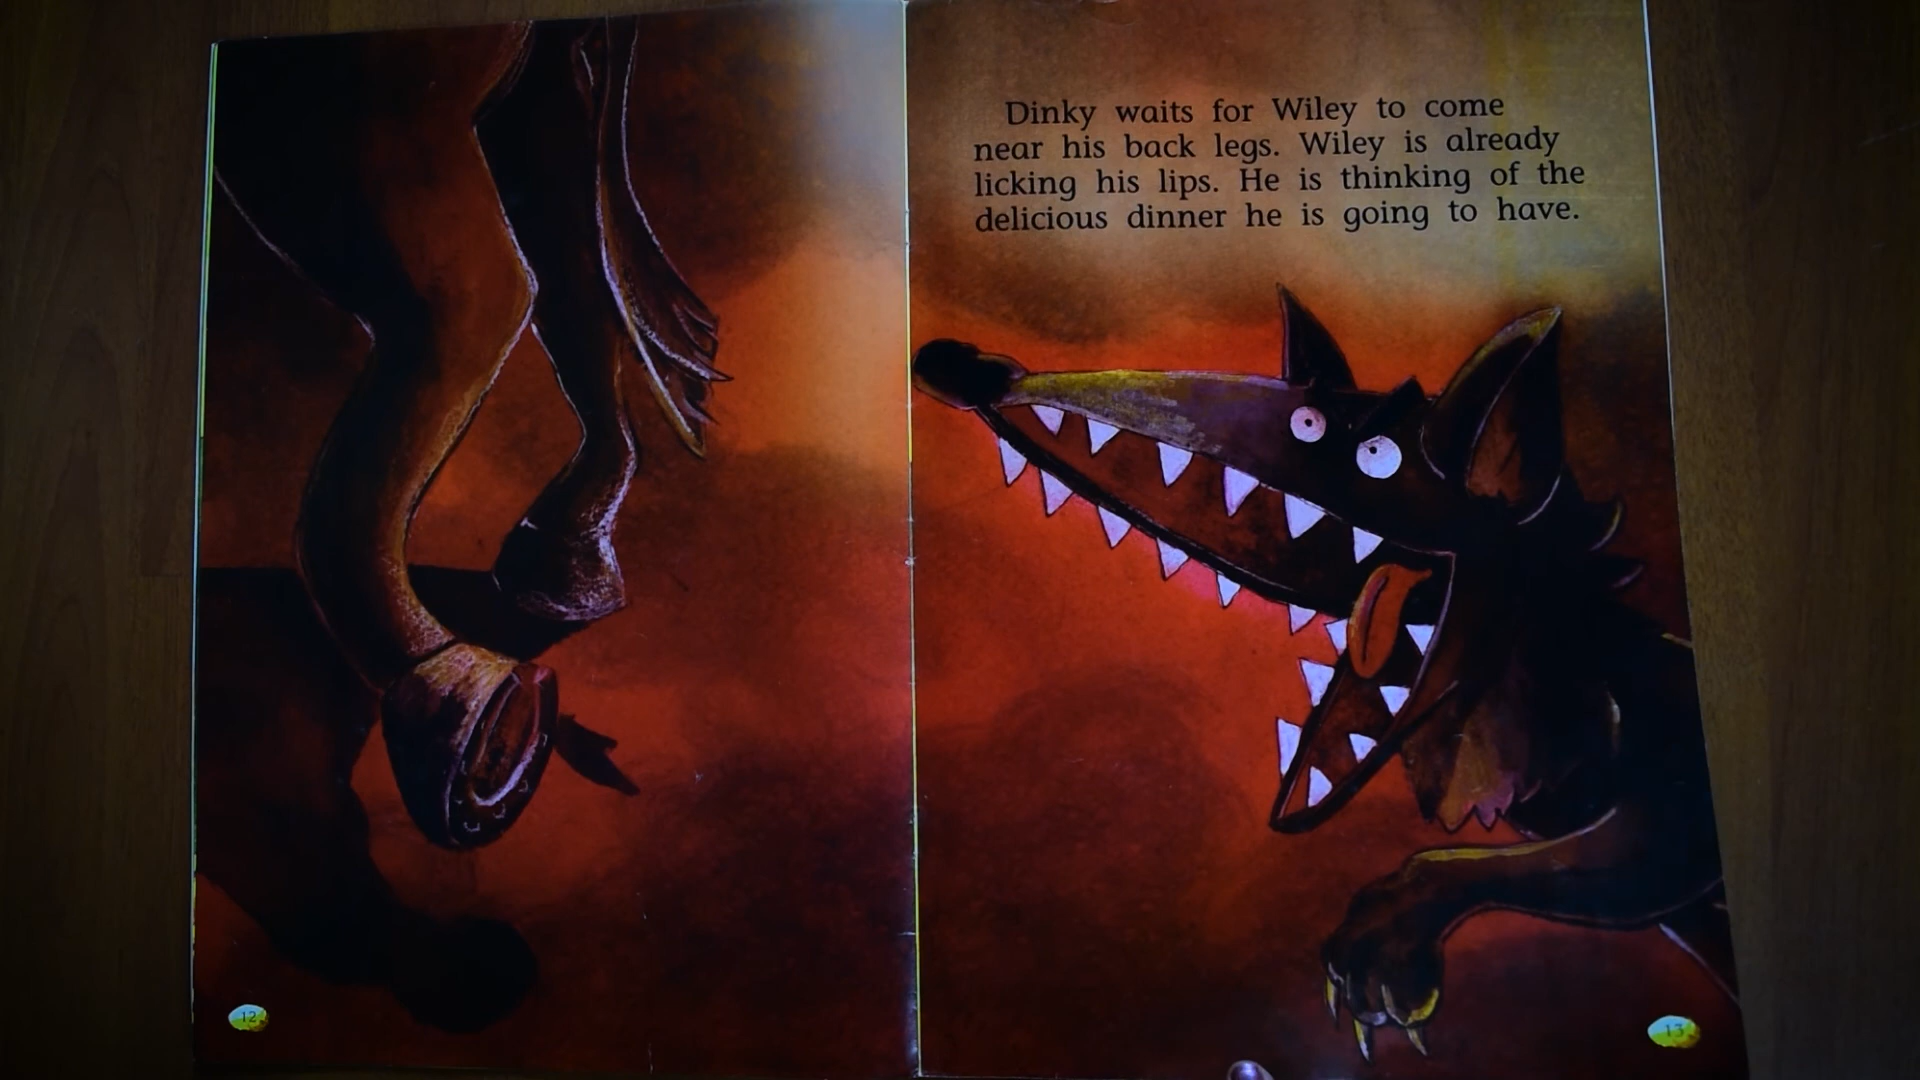 Dinky waits for Wiley to come
near his back legs. Wiley is already
licking his lips. He is thinking of the
delicious dinner he is going to have.
12
13